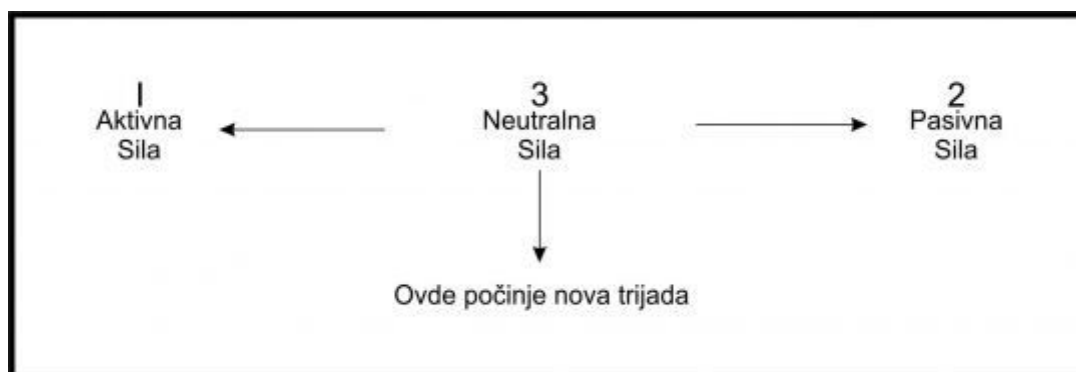 1
Aktivna
Sila
3
Neutralna
Sila
2
Pasivna
Sila
Ovde počinje nova trijada